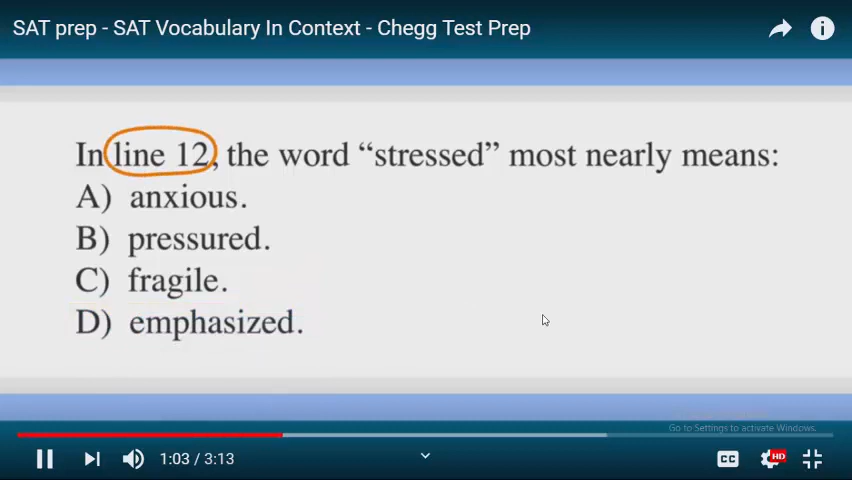 SAT prep - SAT Vocabulary In Context - Chegg Test Prep
In line 12, the word “stressed” most nearly means:
A) anxious.
B) pressured.
C) fragile.
D) emphasized.
Go to Settings to activate Windows.
1:03 / 3:13
CC
HD